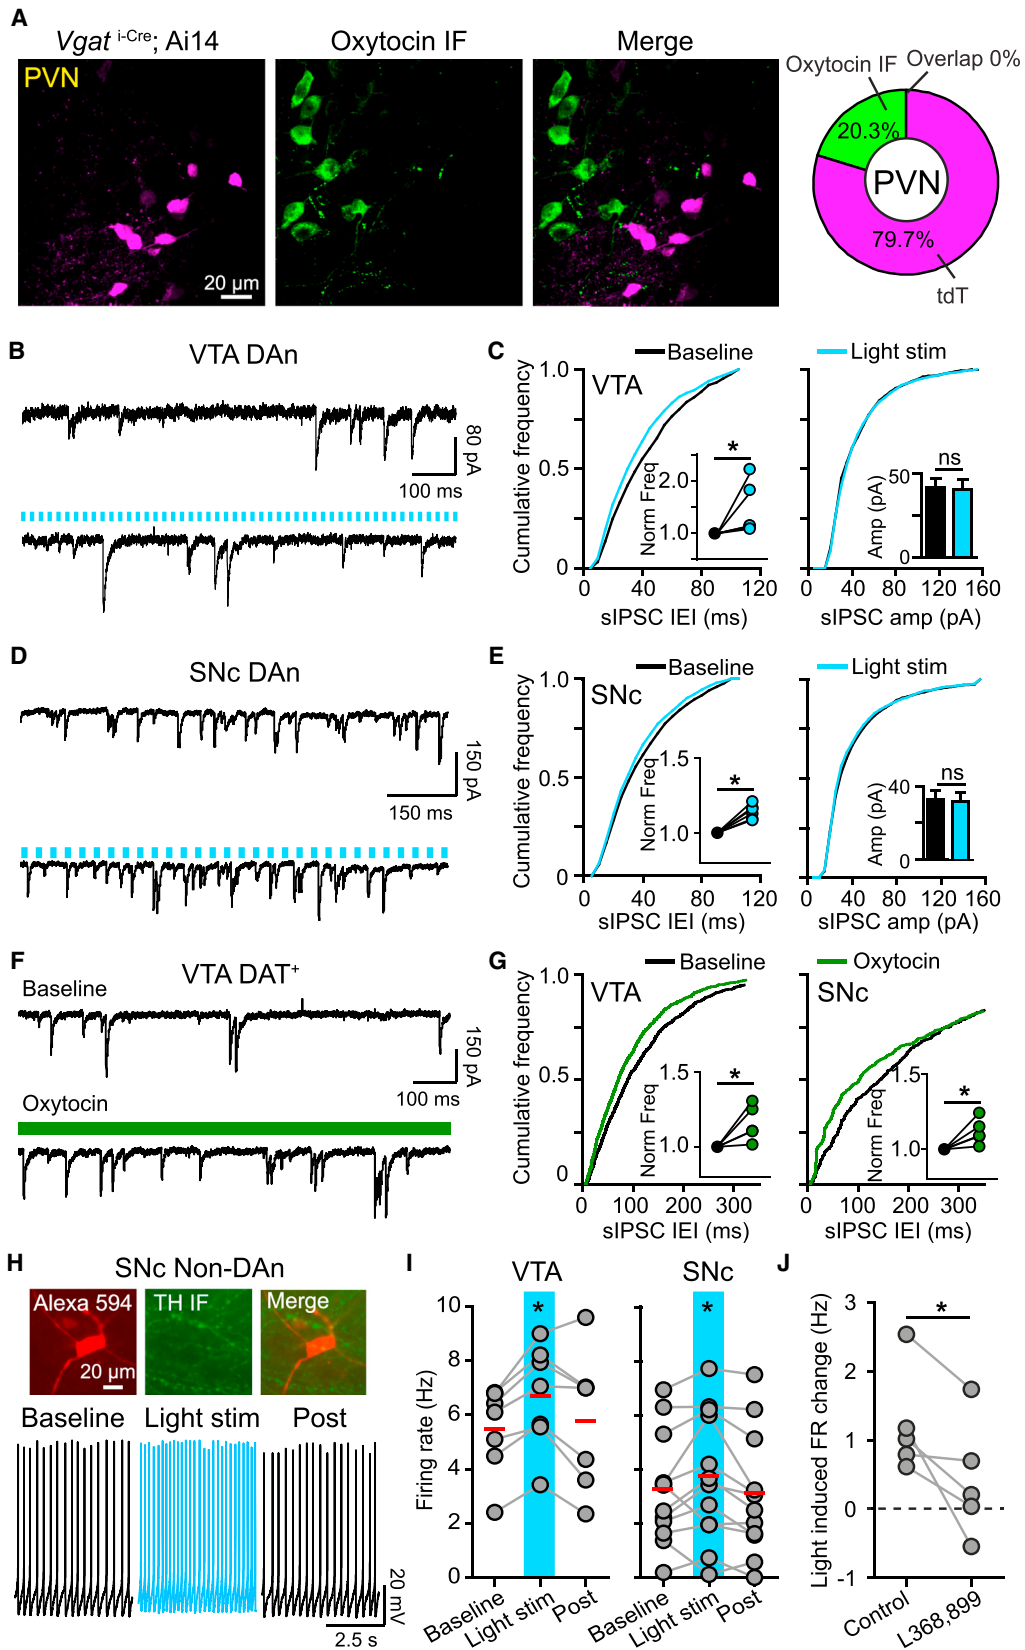 A
Vgat i-Cre; Ai14
Oxytocin IF
Merge
PVN
20 µm
Oxytocin IF
Overlap 0%
20.3%
PVN
79.7%
tdT
B
VTA DAn
80 pA
100 ms
C
Baseline
Light stim
VTA
Cumulative frequency
1.0
0.5
0
Norm Freq
2.0
1.0
*
0 40 80 120
sIPSC IEI (ms)
ns
Amp (pA)
50
0
0 40 80 160
sIPSC amp (pA)
D
SNc DAn
150 pA
150 ms
E
Baseline
Light stim
SNc
Cumulative frequency
1.0
0.5
0
Norm Freq
1.5
1.0
*
0 40 80 120
sIPSC IEI (ms)
ns
Amp (pA)
40
0
0 40 80 160
sIPSC amp (pA)
F
VTA DAT+
Baseline
150 pA
100 ms
Oxytocin
G
Baseline
Oxytocin
VTA
Cumulative frequency
1.0
0.5
0
Norm Freq
1.5
1.0
*
0 100 200 300
sIPSC IEI (ms)
SNc
Norm Freq
1.5
1.0
*
0 100 200 300
sIPSC IEI (ms)
H
SNc Non-DAn
Alexa 594
TH IF
Merge
20 µm
Baseline
Light stim
Post
20 mV
2.5 s
I
VTA
SNc
Firing rate (Hz)
10
8
6
4
2
0
*
*
Baseline
Light stim
Post
Baseline
Light stim
Post
J
Light induced FR change (Hz)
3
2
1
0
-1
*
Control
L368,899